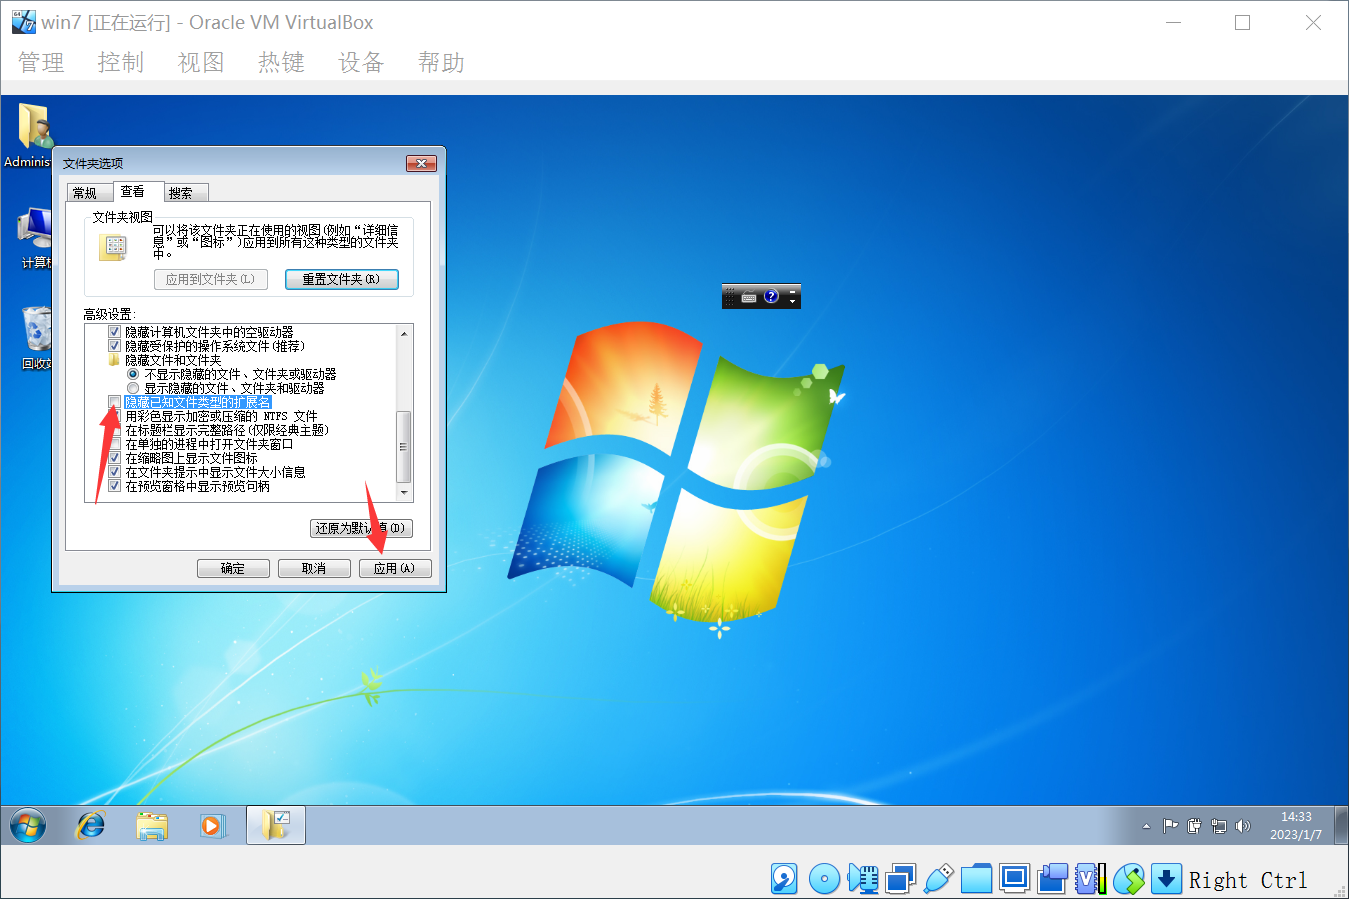 win7 [正在运行] - Oracle VM VirtualBox
管理 控制 视图 热键 设备 帮助
Adminis
计算机
回收站
文件夹选项
常规 查看 搜索
文件夹视图
可以将该文件夹正在使用的视图(例如“详细信
息”或“图标”)应用到所有这种类型的文件夹
中。
应用到文件夹(L) 重置文件夹(R)
高级设置:
隐藏计算机文件夹中的空驱动器
隐藏受保护的操作系统文件(推荐)
隐藏文件和文件夹
不显示隐藏的文件、文件夹或驱动器
显示隐藏的文件、文件夹和驱动器
隐藏已知文件类型的扩展名
用彩色显示加密或压缩的 NTFS 文件
在标题栏显示完整路径(仅限经典主题)
在单独的进程中打开文件夹窗口
在缩略图上显示文件图标
在文件夹提示中显示文件大小信息
在预览窗格中显示预览句柄
还原为默认值(D)
确定 取消 应用(A)
14:33
2023/1/7
Right Ctrl